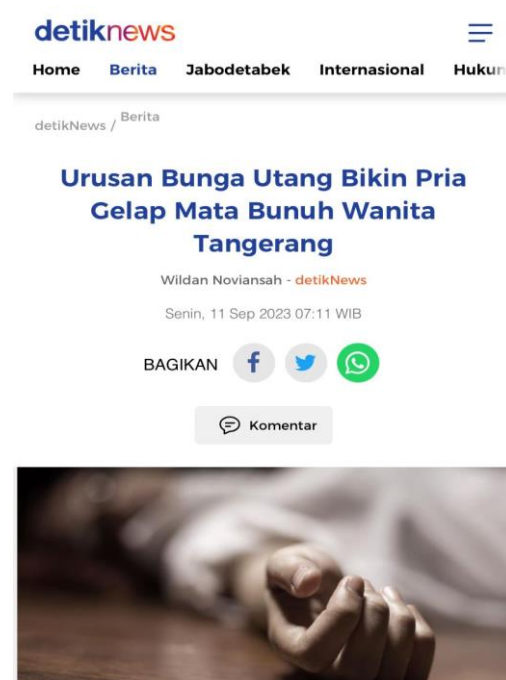 detiknews
Home Berita Jabodetabek Internasional Hukum
detikNews / Berita
Urusan Bunga Utang Bikin Pria
Gelap Mata Bunuh Wanita
Tangerang
Wildan Noviansah - detikNews
Senin, 11 Sep 2023 07:11 WIB
BAGIKAN
Komentar